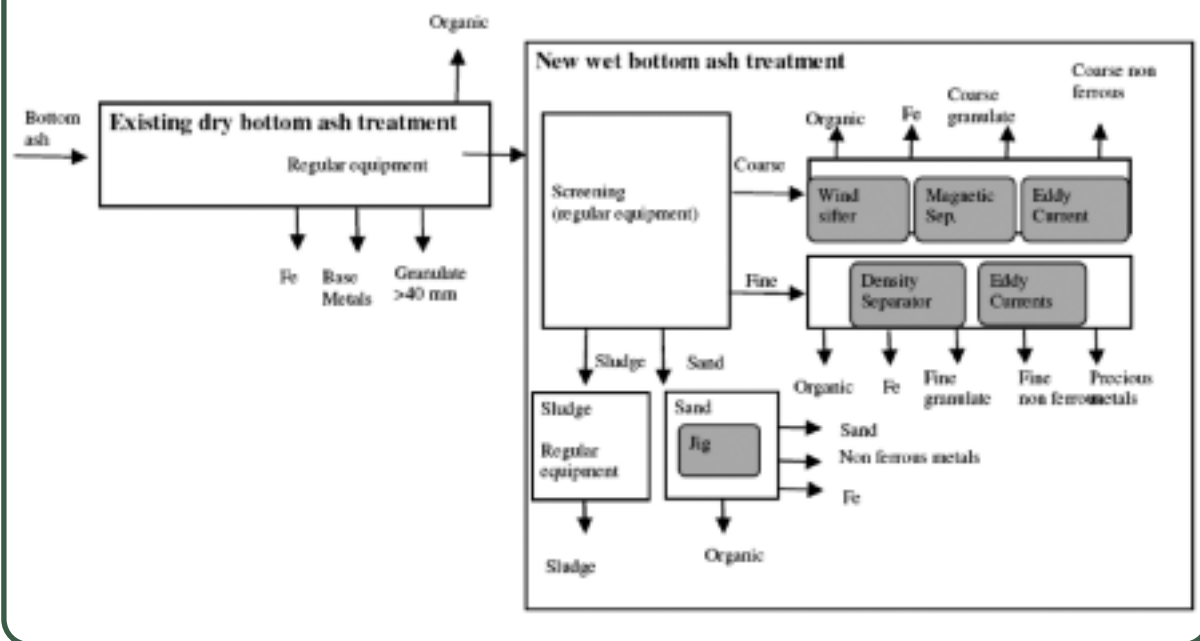 Organic
New wet bottom ash treatment
Bottom
ash
Existing dry bottom ash treatment
Regular equipment
Fe
Base
Metals
Granulate
>40 mm
Screening
(regular equipment)
Coarse
Organic
Fe
Coarse
granulate
Coarse non
ferrous
Wind
sifter
Magnetic
Sep.
Eddy
Current
Fine
Density
Separator
Eddy
Currents
Organic
Fe
Fine
granulate
Fine
non ferrous
Precious
metals
Sludge
Sand
Sludge
Regular
equipment
Sludge
Sand
Jig
Sand
Non ferrous metals
Fe
Organic